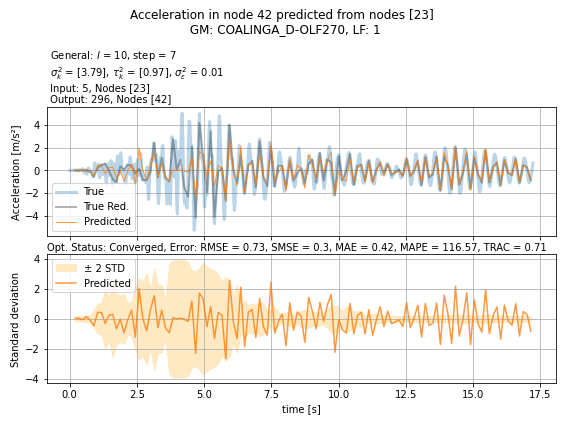 Acceleration in node 42 predicted from nodes [23]
GM: COALINGA_D-OLF270, LF: 1
General: l = 10, step = 7
σ²ₖ = [3.79], τ²ₖ = [0.97], σ²ε = 0.01
Input: 5, Nodes [23]
Output: 296, Nodes [42]
Acceleration [m/s²]
4
2
0
−2
−4
True
True Red.
Predicted
Opt. Status: Converged, Error: RMSE = 0.73, SMSE = 0.3, MAE = 0.42, MAPE = 116.57, TRAC = 0.71
Standard deviation
4
2
0
−2
−4
± 2 STD
Predicted
0.0 2.5 5.0 7.5 10.0 12.5 15.0 17.5
time [s]